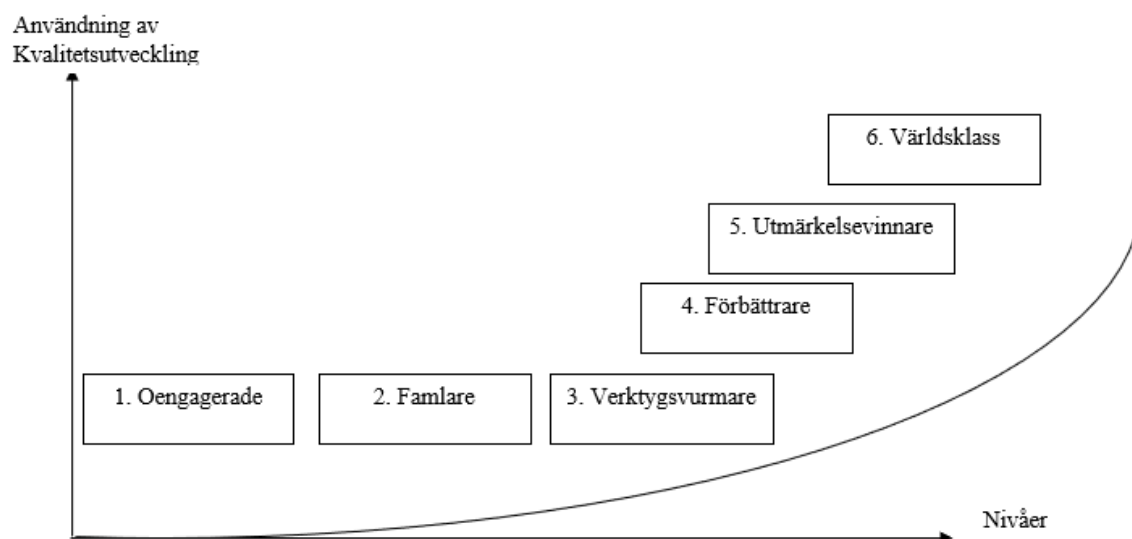 Användning av
Kvalitetsutveckling
6. Världsklass
5. Utmärkelsevinnare
4. Förbättrare
1. Oengagerade
2. Famlare
3. Verktygsvurmare
Nivåer